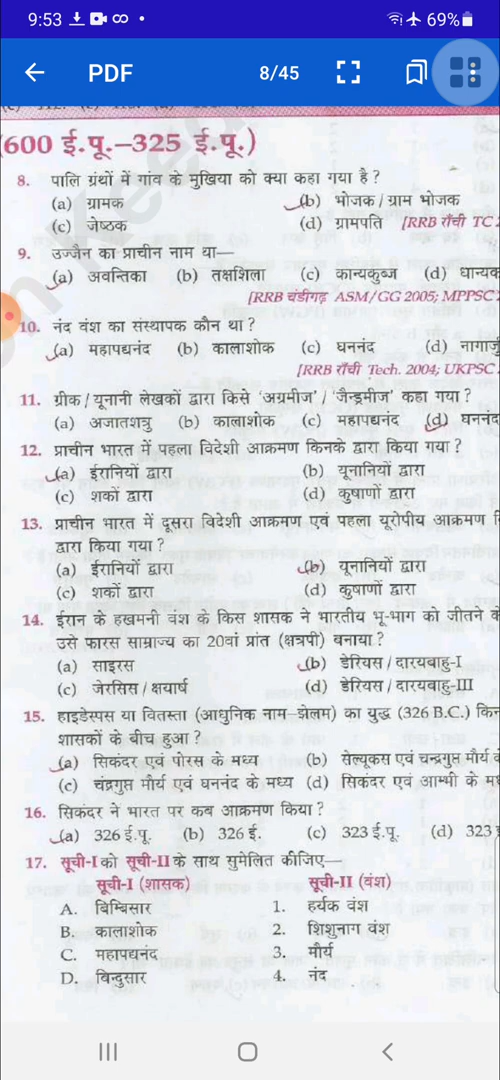 9:53 69%
PDF 8/45
(600 ई.पू.–325 ई.पू.)
8. पालि ग्रंथों में गांव के मुखिया को क्या कहा गया है?
(a) ग्रामक (b) भोजक/ग्राम भोजक
(c) जेष्ठक (d) ग्रामपति [RRB राँची TC
9. उज्जैन का प्राचीन नाम था—
(a) अवन्तिका (b) तक्षशिला (c) कान्यकुब्ज (d) धान्यक
[RRB चंडीगढ़ ASM/GG 2005; MPPSC
10. नंद वंश का संस्थापक कौन था?
(a) महापद्मनंद (b) कालाशोक (c) घननंद (d) नागार्जु
[RRB राँची Tech. 2004; UKPSC
11. ग्रीक/यूनानी लेखकों द्वारा किसे 'अग्रमीज'/'जैन्ड्रमीज' कहा गया?
(a) अजातशत्रु (b) कालाशोक (c) महापद्मनंद (d) घननंद
12. प्राचीन भारत में पहला विदेशी आक्रमण किनके द्वारा किया गया?
(a) ईरानियों द्वारा (b) यूनानियों द्वारा
(c) शकों द्वारा (d) कुषाणों द्वारा
13. प्राचीन भारत में दूसरा विदेशी आक्रमण एवं पहला यूरोपीय आक्रमण
द्वारा किया गया?
(a) ईरानियों द्वारा (b) यूनानियों द्वारा
(c) शकों द्वारा (d) कुषाणों द्वारा
14. ईरान के हखमनी वंश के किस शासक ने भारतीय भू-भाग को जीतने के
उसे फारस साम्राज्य का 20वां प्रांत (क्षत्रपी) बनाया?
(a) साइरस (b) डेरियस/दारयबाहु-I
(c) जेरसिस/क्षयार्ष (d) डेरियस/दारयबाहु-III
15. हाइडेस्पस या वितस्ता (आधुनिक नाम–झेलम) का युद्ध (326 B.C.) किन
शासकों के बीच हुआ?
(a) सिकंदर एवं पोरस के मध्य (b) सेल्यूकस एवं चन्द्रगुप्त मौर्य के
(c) चंद्रगुप्त मौर्य एवं घननंद के मध्य (d) सिकंदर एवं आम्भी के मध
16. सिकंदर ने भारत पर कब आक्रमण किया?
(a) 326 ई.पू. (b) 326 ई. (c) 323 ई.पू. (d) 323
17. सूची-I को सूची-II के साथ सुमेलित कीजिए—
सूची-I (शासक) सूची-II (वंश)
A. बिम्बिसार 1. हर्यक वंश
B. कालाशोक 2. शिशुनाग वंश
C. महापद्मनंद 3. मौर्य
D. बिन्दुसार 4. नंद